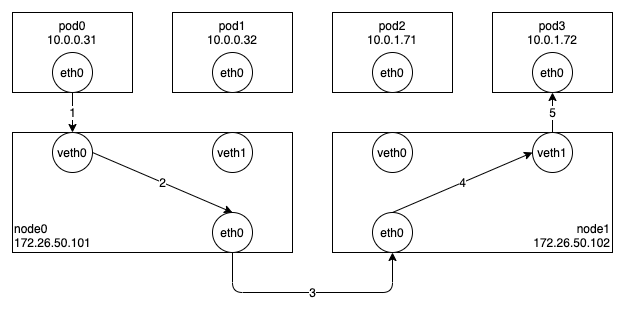 pod0
10.0.0.31
eth0
pod1
10.0.0.32
eth0
pod2
10.0.1.71
eth0
pod3
10.0.1.72
eth0
1
5
veth0
veth1
veth0
veth1
2
4
node0
172.26.50.101
eth0
eth0
node1
172.26.50.102
3